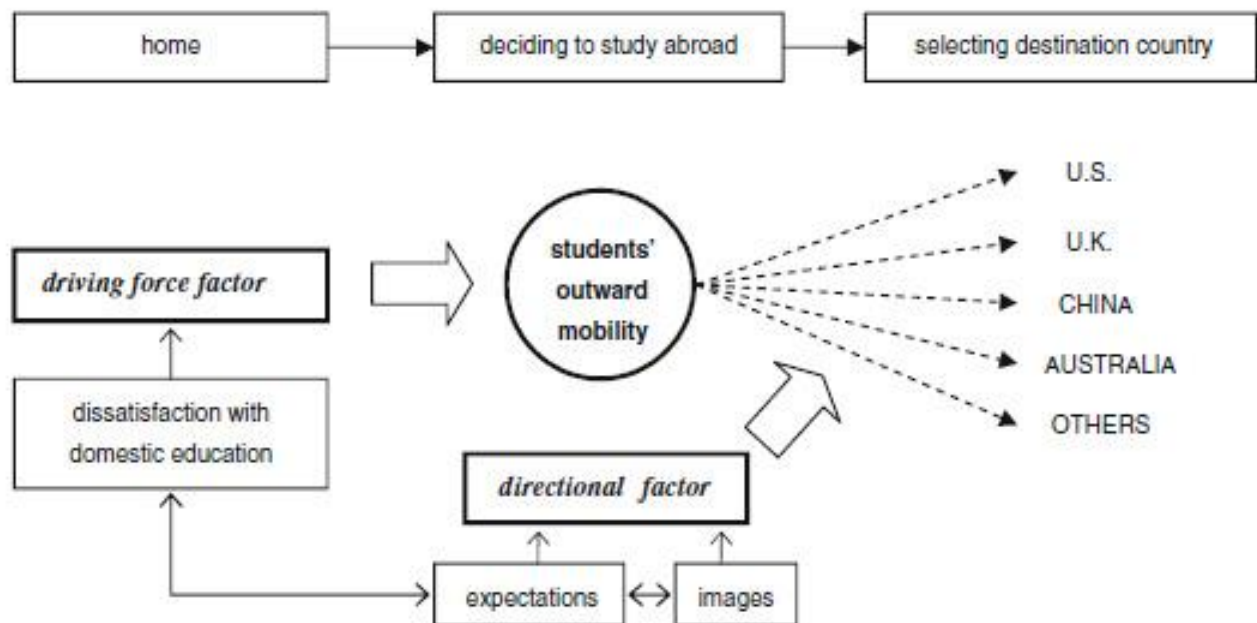 home
deciding to study abroad
selecting destination country
students'
outward
mobility
U.S.
U.K.
CHINA
AUSTRALIA
OTHERS
driving force factor
dissatisfaction with
domestic education
directional factor
expectations
images